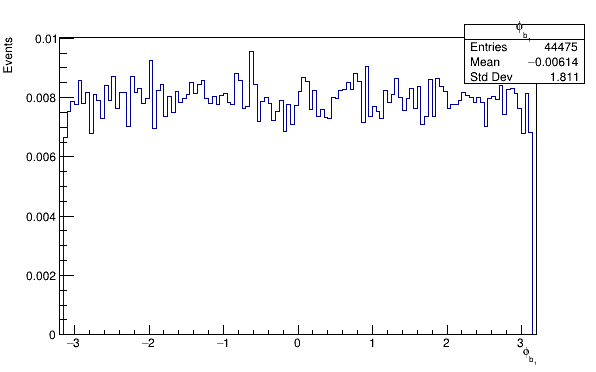 ϕ_b₁
Entries 44475
Mean −0.00614
Std Dev 1.811
Events
0.01
0.008
0.006
0.004
0.002
0
−3 −2 −1 0 1 2 3
ϕ_b₁